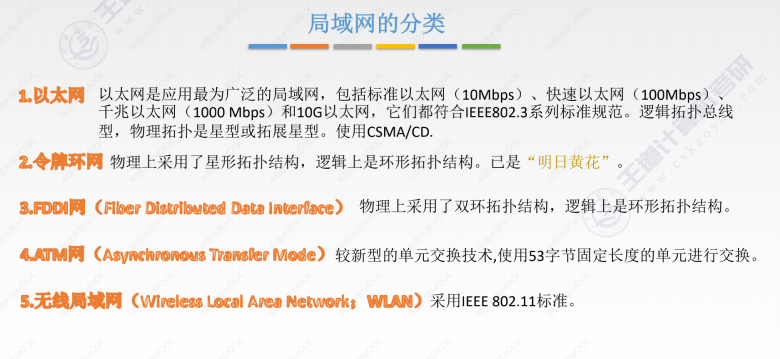 局域网的分类
1.以太网 以太网是应用最为广泛的局域网，包括标准以太网（10Mbps）、快速以太网（100Mbps）、
千兆以太网（1000 Mbps）和10G以太网，它们都符合IEEE802.3系列标准规范。逻辑拓扑总线
型，物理拓扑是星型或拓展星型。使用CSMA/CD.
2.令牌环网 物理上采用了星形拓扑结构，逻辑上是环形拓扑结构。已是“明日黄花”。
3.FDDI网（Fiber Distributed Data Interface） 物理上采用了双环拓扑结构，逻辑上是环形拓扑结构。
4.ATM网（Asynchronous Transfer Mode）较新型的单元交换技术,使用53字节固定长度的单元进行交换。
5.无线局域网（Wireless Local Area Network；WLAN）采用IEEE 802.11标准。
王道计算机考研
www.cskaoyan.com